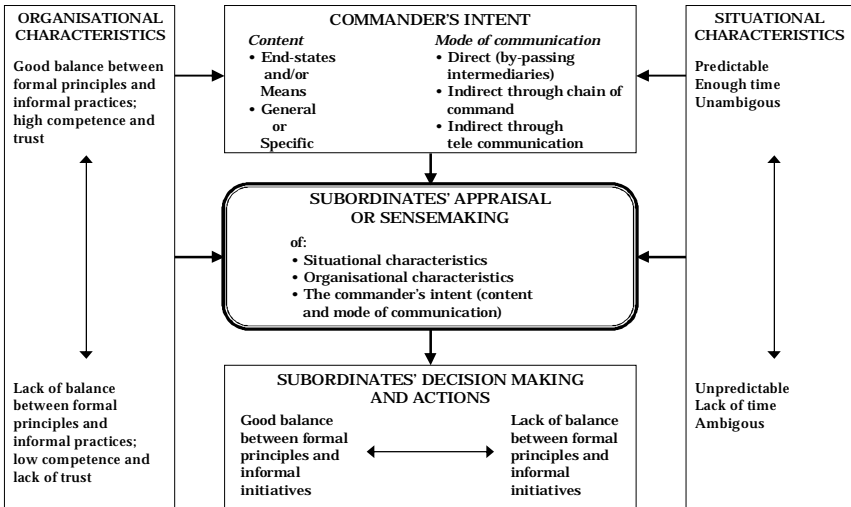 ORGANISATIONAL
CHARACTERISTICS
Good balance between
formal principles and
informal practices;
high competence and
trust
Lack of balance
between formal
principles and
informal practices;
low competence and
lack of trust
COMMANDER'S INTENT
Content
• End-states
and/or
Means
• General
or
Specific
Mode of communication
• Direct (by-passing
intermediaries)
• Indirect through chain of
command
• Indirect through
tele communication
SUBORDINATES' APPRAISAL
OR SENSEMAKING
of:
• Situational characteristics
• Organisational characteristics
• The commander's intent (content
and mode of communication)
SUBORDINATES' DECISION MAKING
AND ACTIONS
Good balance
between formal
principles and
informal
initiatives
Lack of balance
between formal
principles and
informal
initiatives
SITUATIONAL
CHARACTERISTICS
Predictable
Enough time
Unambigous
Unpredictable
Lack of time
Ambigous